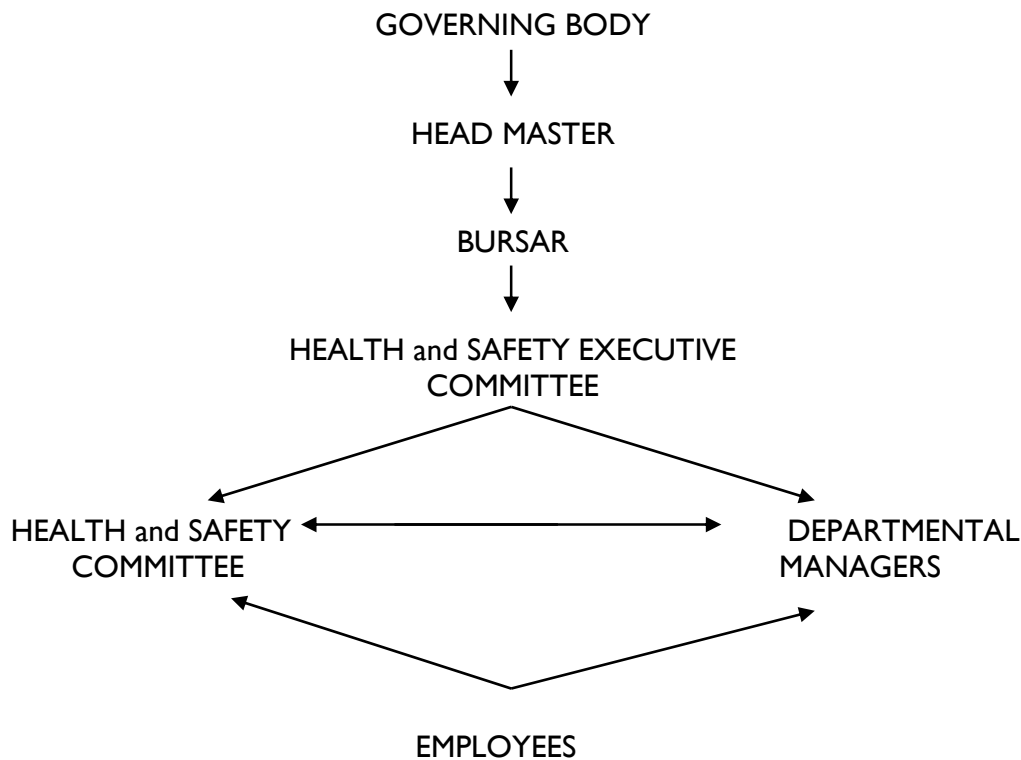 GOVERNING BODY
HEAD MASTER
BURSAR
HEALTH and SAFETY EXECUTIVE
COMMITTEE
HEALTH and SAFETY
COMMITTEE
DEPARTMENTAL
MANAGERS
EMPLOYEES